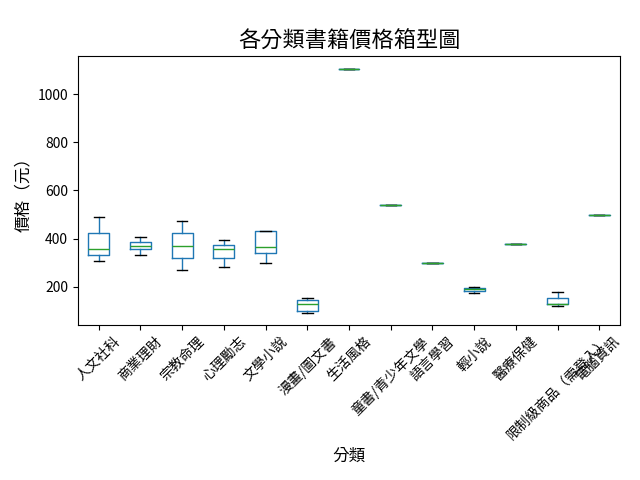 各分類書籍價格箱型圖
價格（元）
1000
800
600
400
200
人文社科
商業理財
宗教命理
心理勵志
文學小說
漫畫/圖文書
生活風格
童書/青少年文學
語言學習
輕小說
醫療保健
限制級商品（需登入）
電腦資訊
分類